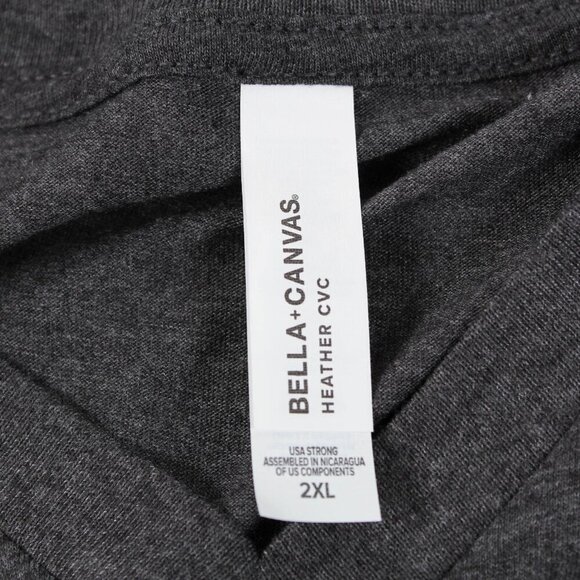 BELLA+CANVAS®
HEATHER CVC
USA STRONG
ASSEMBLED IN NICARAGUA
OF US COMPONENTS
2XL